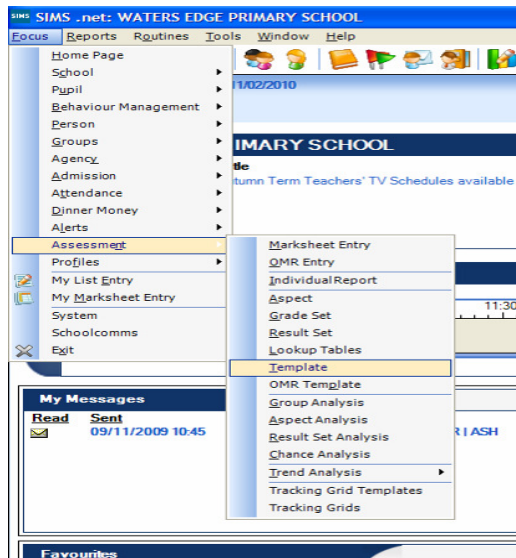 SIMS SIMS .net: WATERS EDGE PRIMARY SCHOOL
Focus Reports Routines Tools Window Help
Home Page
School
Pupil
Behaviour Management
Person
Groups
Agency
Admission
Attendance
Dinner Money
Alerts
Assessment
Profiles
My List Entry
My Marksheet Entry
System
Schoolcomms
Exit
11/02/2010
IMARY SCHOOL
tle
tumn Term Teachers' TV Schedules available
11:30
Marksheet Entry
OMR Entry
Individual Report
Aspect
Grade Set
Result Set
Lookup Tables
Template
OMR Template
Group Analysis
Aspect Analysis
Result Set Analysis
Chance Analysis
Trend Analysis
Tracking Grid Templates
Tracking Grids
My Messages
Read Sent
09/11/2009 10:45
R | ASH
Favourites